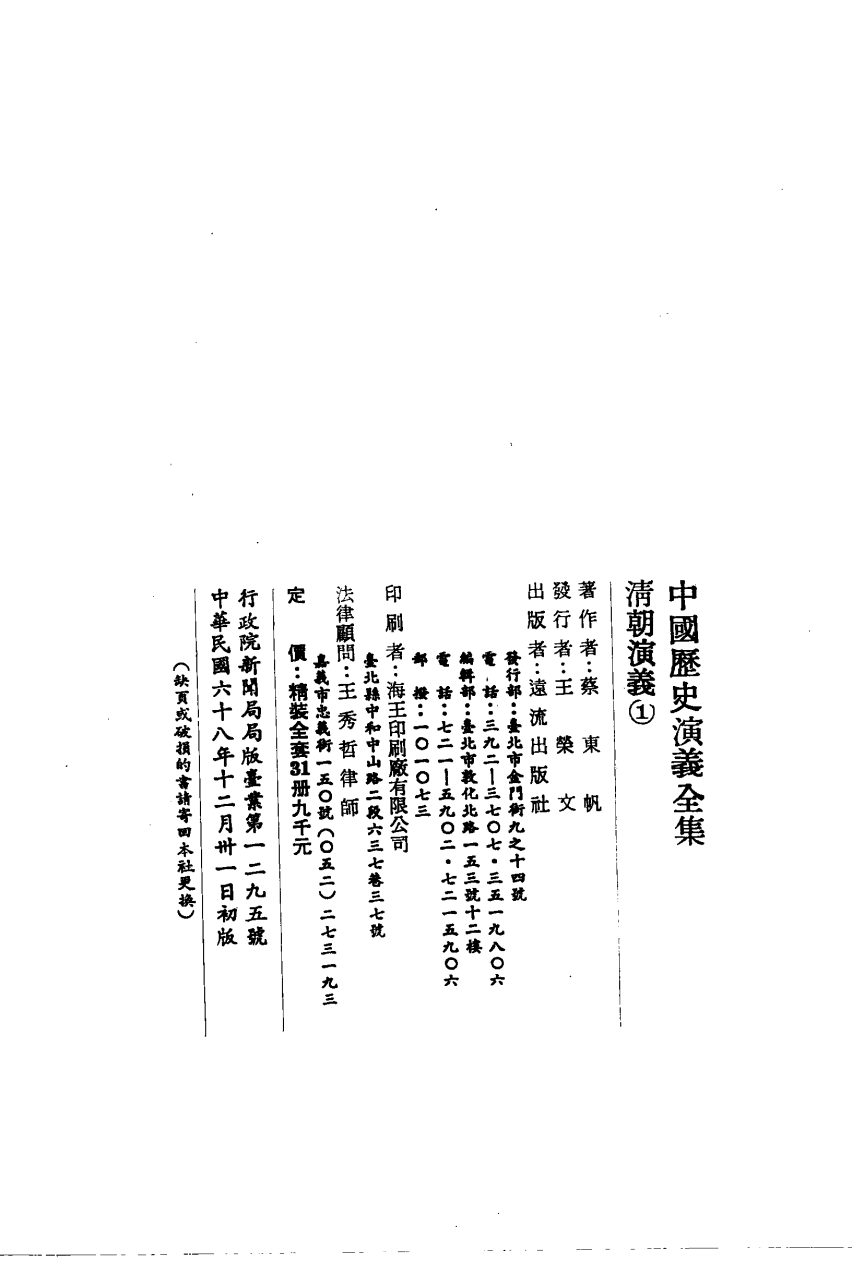 中國歷史演義全集
清朝演義①
著作者：蔡東帆
發行者：王榮文
出版者：遠流出版社
發行部：臺北市金門街九之十四號
電話：三九二—三七〇七・三五一九八〇六
編輯部：臺北市敦化北路一五三號十二樓
電話：七二一—五九〇二・七二一五九〇六
郵撥：一〇一〇七三
印刷者：海王印刷廠有限公司
臺北縣中和中山路二段六三七巷三七號
法律顧問：王秀哲律師
嘉義市忠義街一五〇號（〇五二）二七三一九三
定價：精裝全套31册九千元
行政院新聞局局版臺業第一二九五號
中華民國六十八年十二月卅一日初版
（缺頁或破損的書請寄回本社更換）